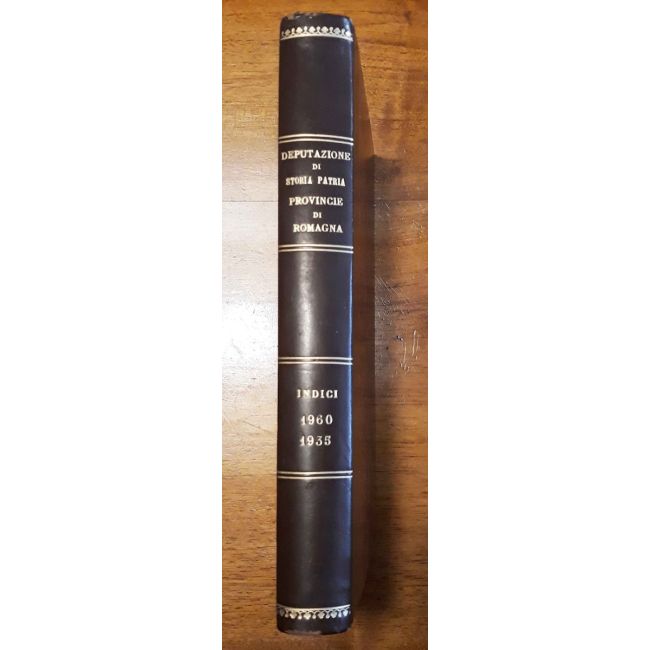 DEPUTAZIONE
DI
STORIA PATRIA
PROVINCIE
DI
ROMAGNA
INDICI
1960
1935